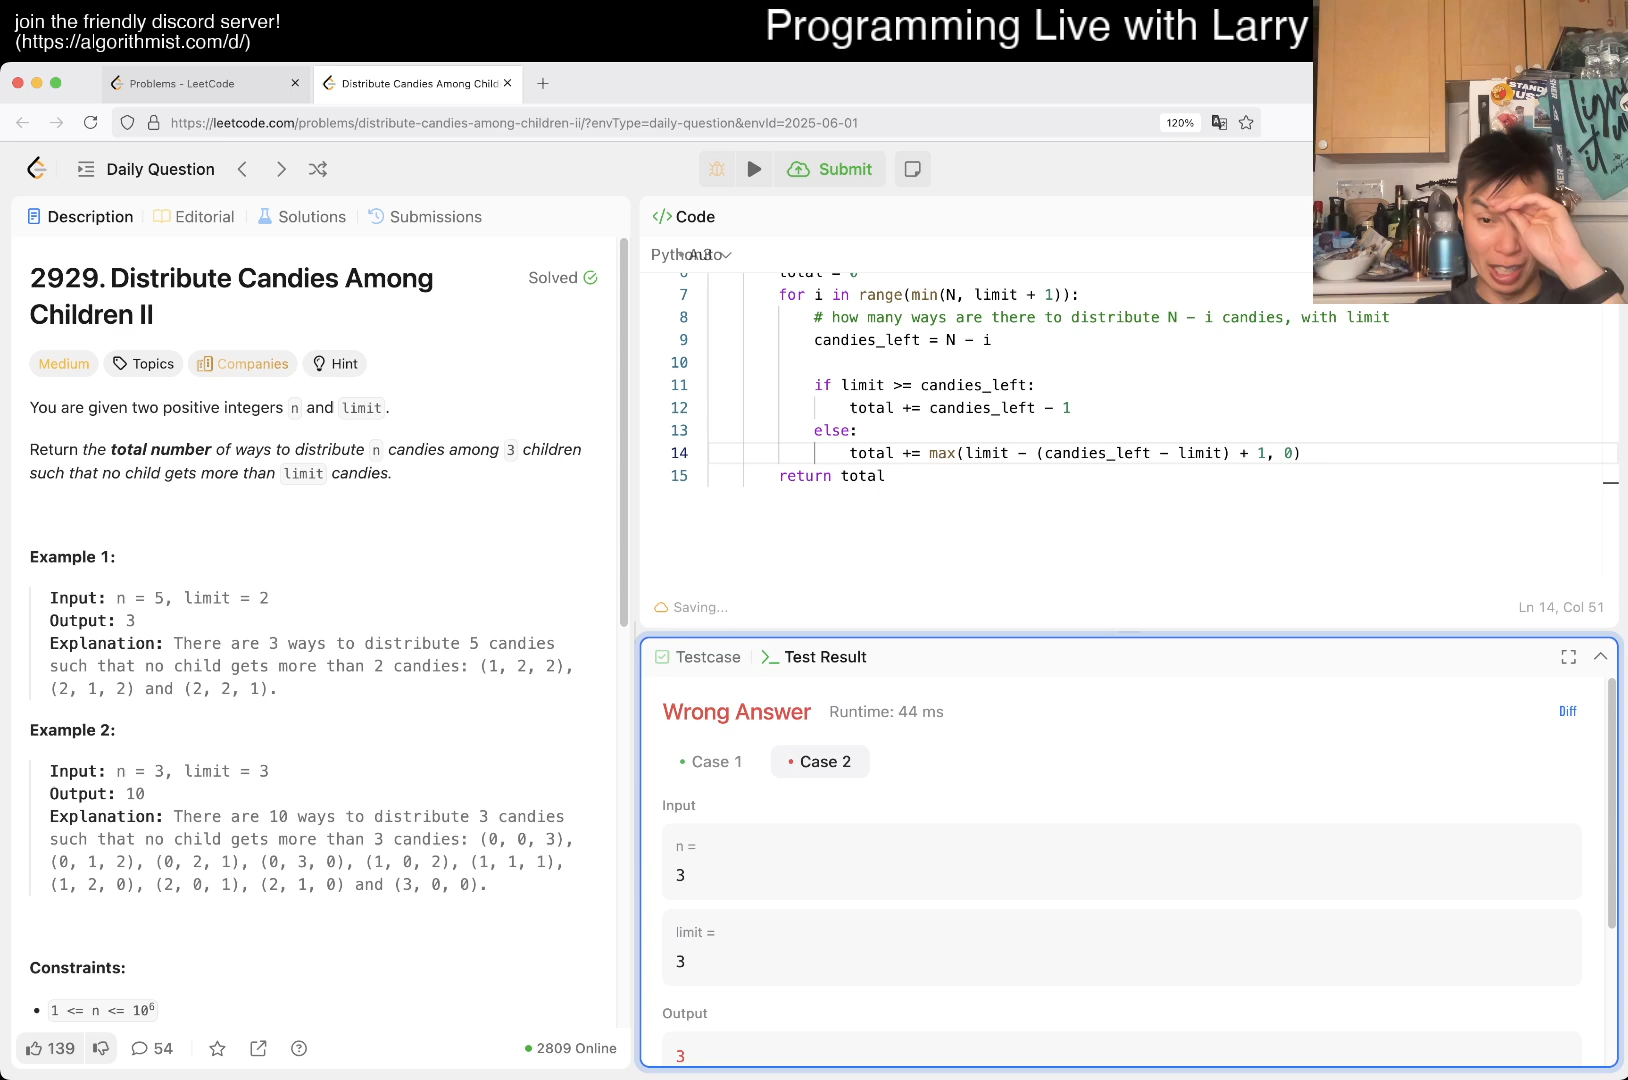 join the friendly discord server!
(https://algorithmist.com/d/)
Programming Live with Larry
Problems - LeetCode
Distribute Candies Among Child
https://leetcode.com/problems/distribute-candies-among-children-ii/?envType=daily-question&envId=2025-06-01
120%
Daily Question
Submit
Description
Editorial
Solutions
Submissions
2929. Distribute Candies Among
Children II
Solved
Medium
Topics
Companies
Hint
You are given two positive integers n and limit.
Return the total number of ways to distribute n candies among 3 children
such that no child gets more than limit candies.
Example 1:
Input: n = 5, limit = 2
Output: 3
Explanation: There are 3 ways to distribute 5 candies
such that no child gets more than 2 candies: (1, 2, 2),
(2, 1, 2) and (2, 2, 1).
Example 2:
Input: n = 3, limit = 3
Output: 10
Explanation: There are 10 ways to distribute 3 candies
such that no child gets more than 3 candies: (0, 0, 3),
(0, 1, 2), (0, 2, 1), (0, 3, 0), (1, 0, 2), (1, 1, 1),
(1, 2, 0), (2, 0, 1), (2, 1, 0) and (3, 0, 0).
Constraints:
• 1 <= n <= 10⁶
139
54
2809 Online
</> Code
Python3
Auto
6 total = 0
7 for i in range(min(N, limit + 1)):
8 # how many ways are there to distribute N - i candies, with limit
9 candies_left = N - i
10
11 if limit >= candies_left:
12 total += candies_left - 1
13 else:
14 total += max(limit - (candies_left - limit) + 1, 0)
15 return total
Saving...
Ln 14, Col 51
Testcase
Test Result
Wrong Answer
Runtime: 44 ms
Diff
Case 1
Case 2
Input
n =
3
limit =
3
Output
3